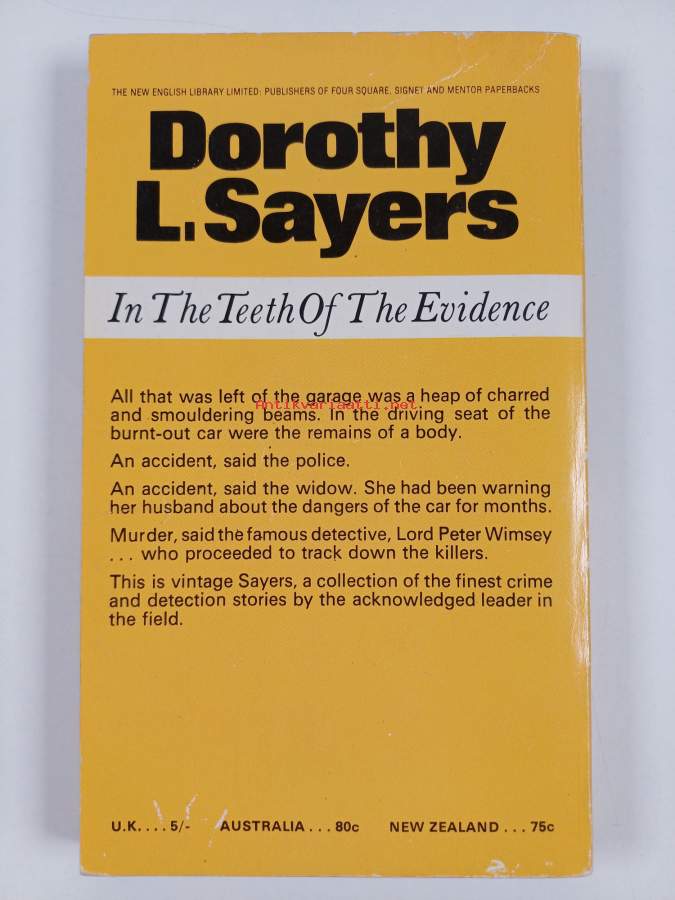 THE NEW ENGLISH LIBRARY LIMITED: PUBLISHERS OF FOUR SQUARE, SIGNET AND MENTOR PAPERBACKS
Dorothy
L. Sayers
In The Teeth Of The Evidence
All that was left of the garage was a heap of charred
Antikvariaatti.net
and smouldering beams. In the driving seat of the
burnt-out car were the remains of a body.
An accident, said the police.
An accident, said the widow. She had been warning
her husband about the dangers of the car for months.
Murder, said the famous detective, Lord Peter Wimsey
... who proceeded to track down the killers.
This is vintage Sayers, a collection of the finest crime
and detection stories by the acknowledged leader in
the field.
U.K.... 5/- AUSTRALIA ... 80c NEW ZEALAND ... 75c